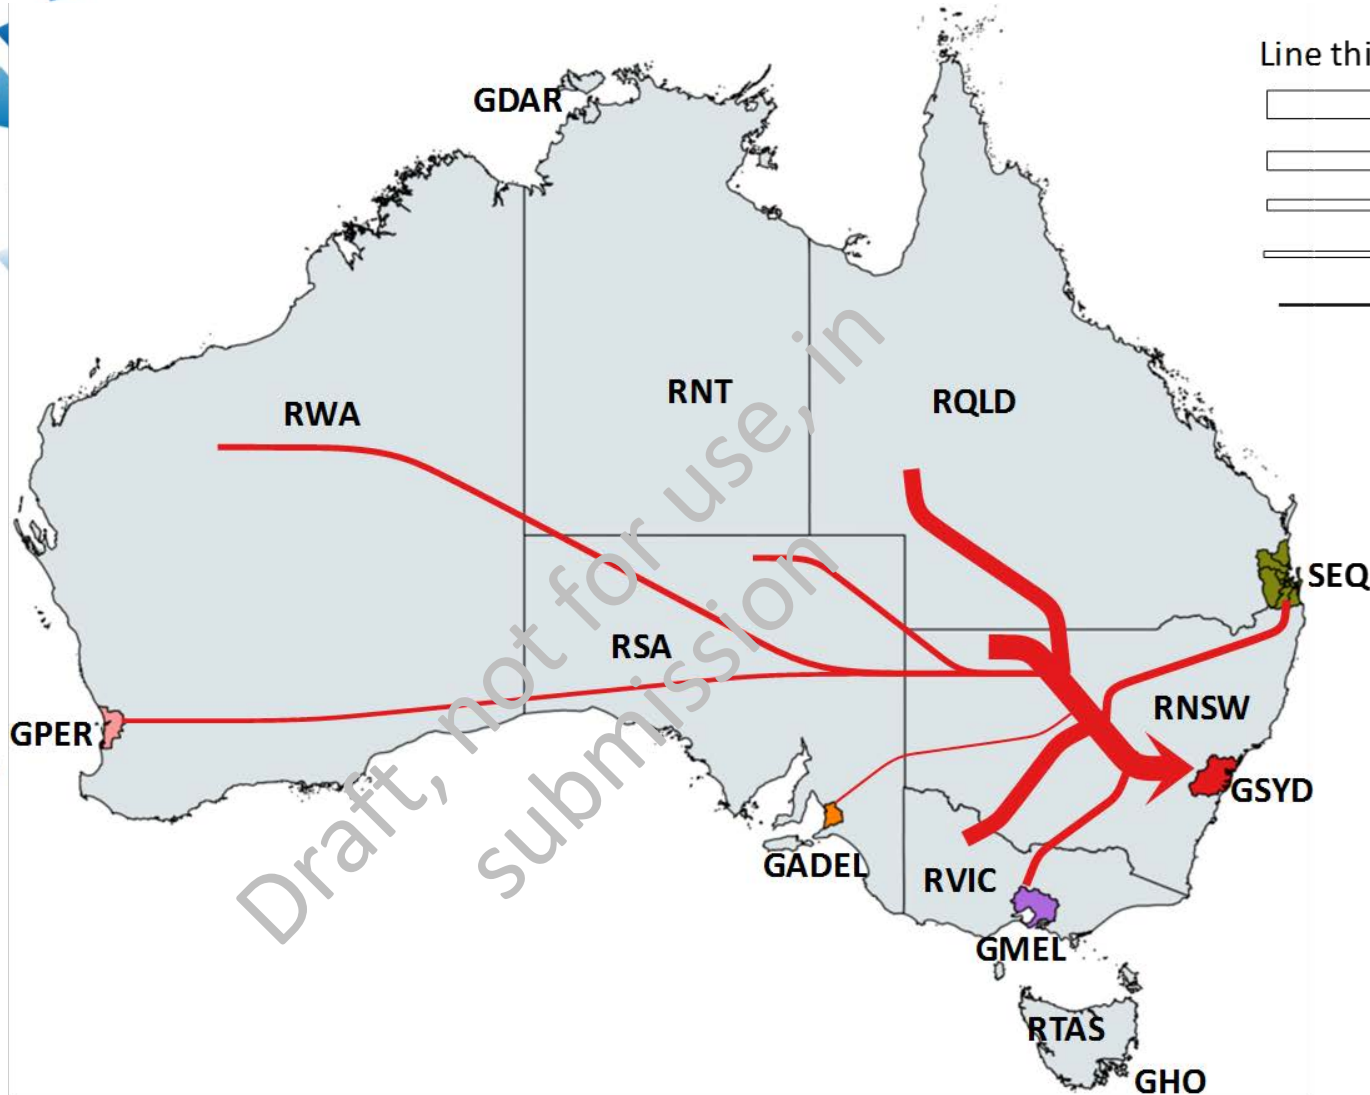 Line thi
GDAR
RNT
RQLD
RWA
SEQ
RSA
RNSW
GPER
GSYD
GADEL
RVIC
GMEL
RTAS
GHO
Draft, not for use, in
submission